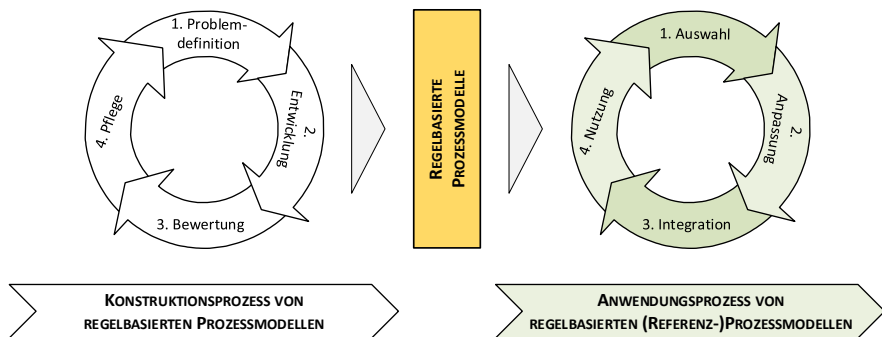 1. Problem-
definition
2.
Entwicklung
3. Bewertung
4. Pflege
REGELBASIERTE
PROZESSMODELLE
1. Auswahl
2.
Anpassung
3. Integration
4. Nutzung
KONSTRUKTIONSPROZESS VON
REGELBASIERTEN PROZESSMODELLEN
ANWENDUNGSPROZESS VON
REGELBASIERTEN (REFERENZ-)PROZESSMODELLEN